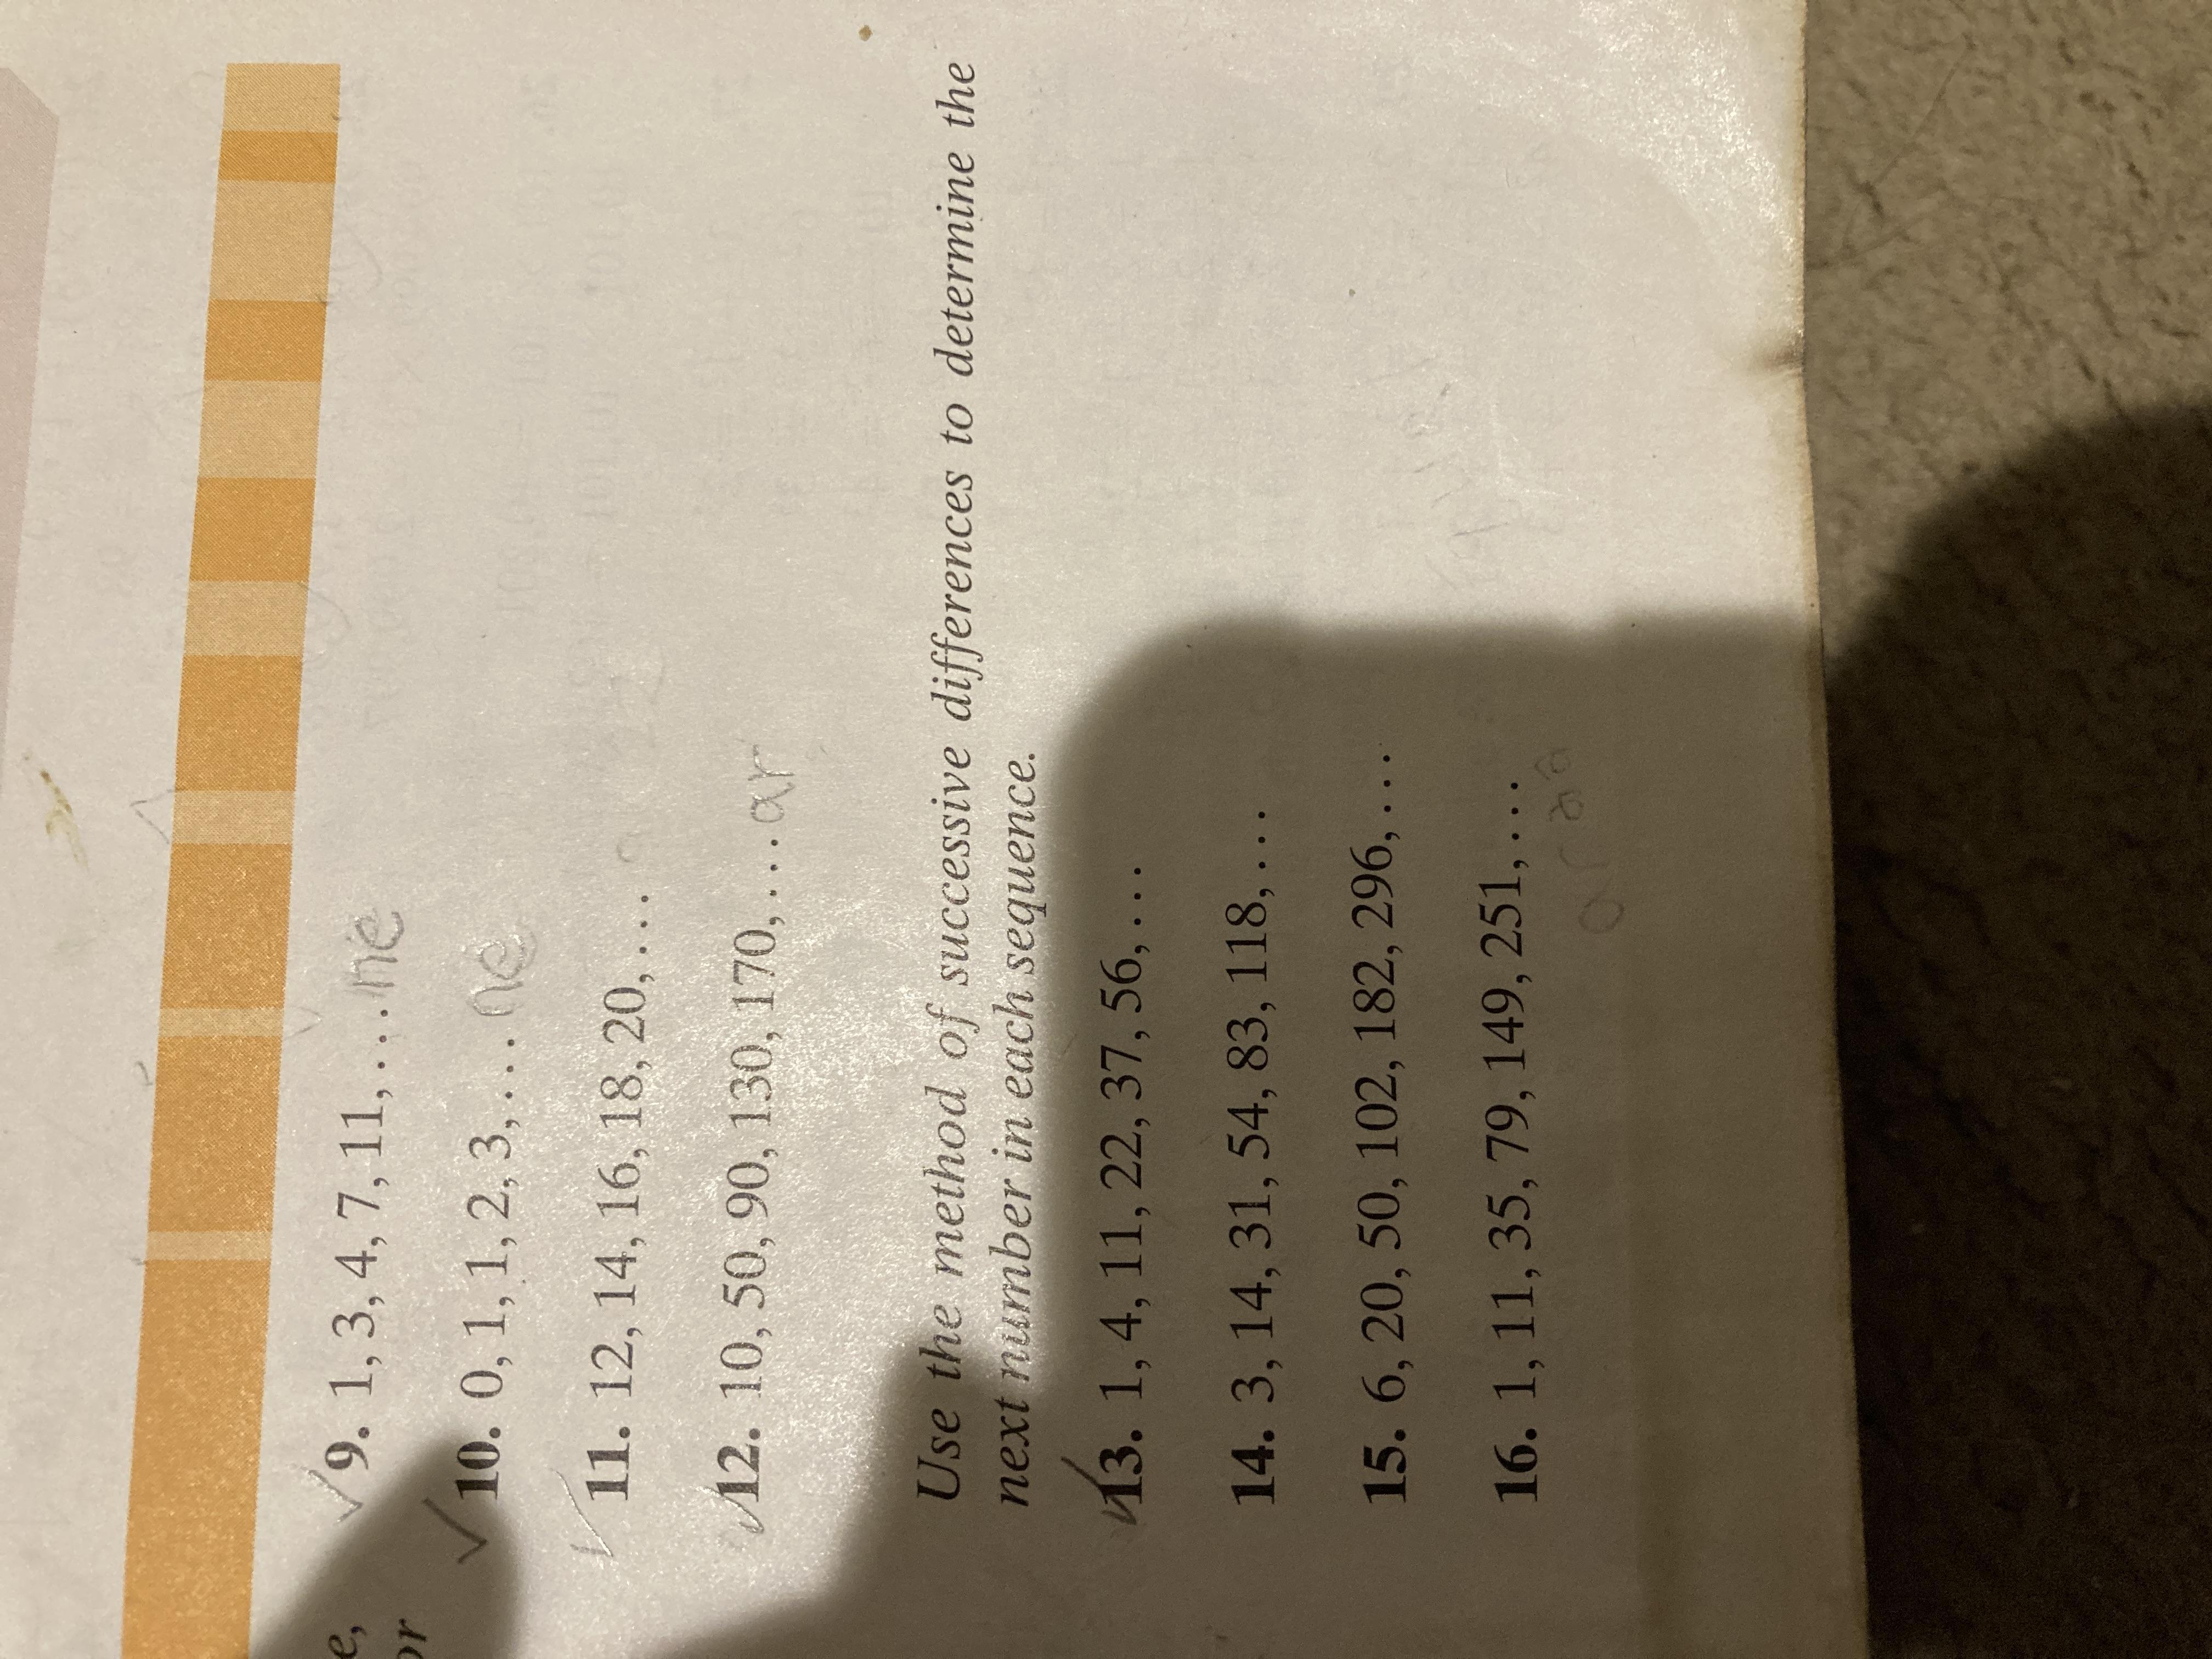 e,
or
✓ 9. 1, 3, 4, 7, 11, . . . . ne
✓ 10. 0, 1, 1, 2, 3, . . . . ne
✓ 11. 12, 14, 16, 18, 20, . . .
✓ 12. 10, 50, 90, 130, 170, . . . . ar
Use the method of successive differences to determine the
next number in each sequence.
✓ 13. 1, 4, 11, 22, 37, 56, . . .
14. 3, 14, 31, 54, 83, 118, . . .
15. 6, 20, 50, 102, 182, 296, . . .
16. 1, 11, 35, 79, 149, 251, . . .